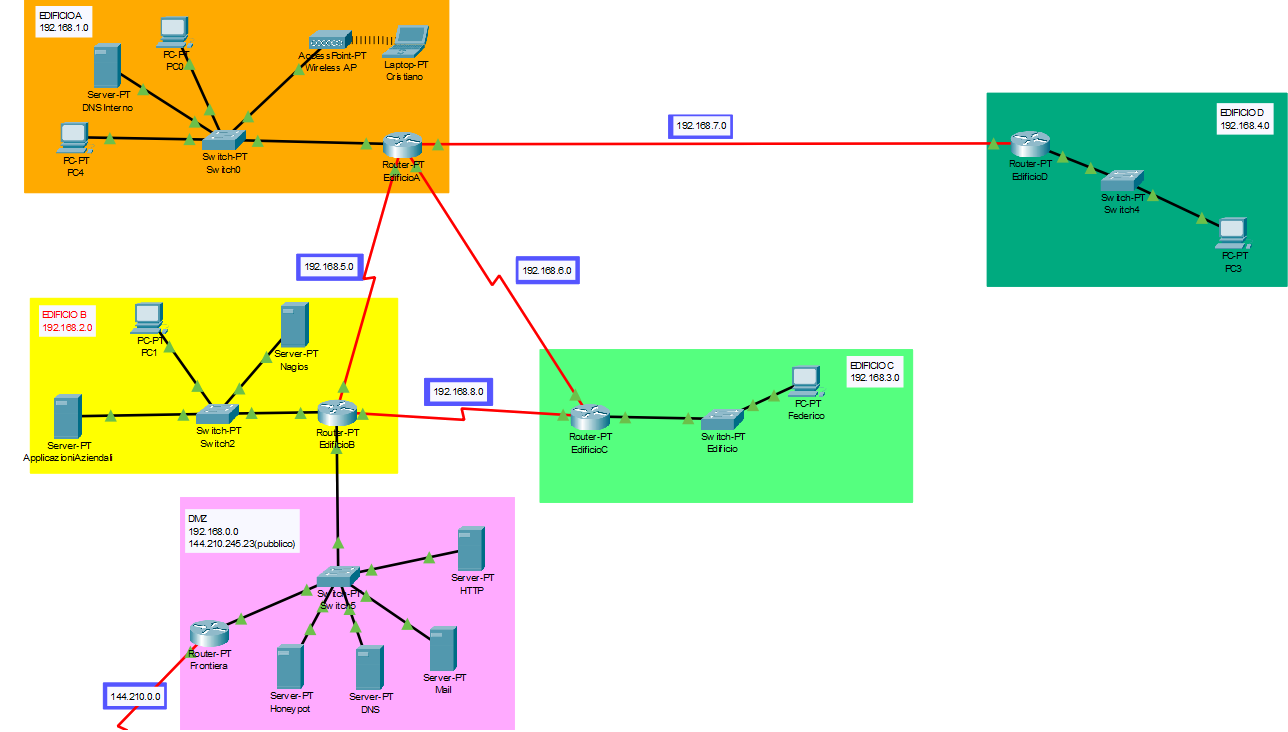 EDIFICIO A
192.168.1.0
PC-PT
PC0
Server-PT
DNS Interno
AccessPoint-PT
Wireless AP
Laptop-PT
Cristiano
PC-PT
PC4
Switch-PT
Switch0
Router-PT
EdificioA
192.168.7.0
EDIFICIO D
192.168.4.0
Router-PT
EdificioD
Switch-PT
Switch4
PC-PT
PC3
192.168.5.0
192.168.6.0
EDIFICIO B
192.168.2.0
PC-PT
PC1
Server-PT
Nagios
Server-PT
ApplicazioniAziendali
Switch-PT
Switch2
Router-PT
EdificioB
192.168.8.0
EDIFICIO C
192.168.3.0
Router-PT
EdificioC
Switch-PT
Edificio
PC-PT
Federico
DMZ
192.168.0.0
144.210.245.23(pubblico)
Server-PT
HTTP
Switch-PT
Switch5
Router-PT
Frontiera
Server-PT
Honeypot
Server-PT
DNS
Server-PT
Mail
144.210.0.0